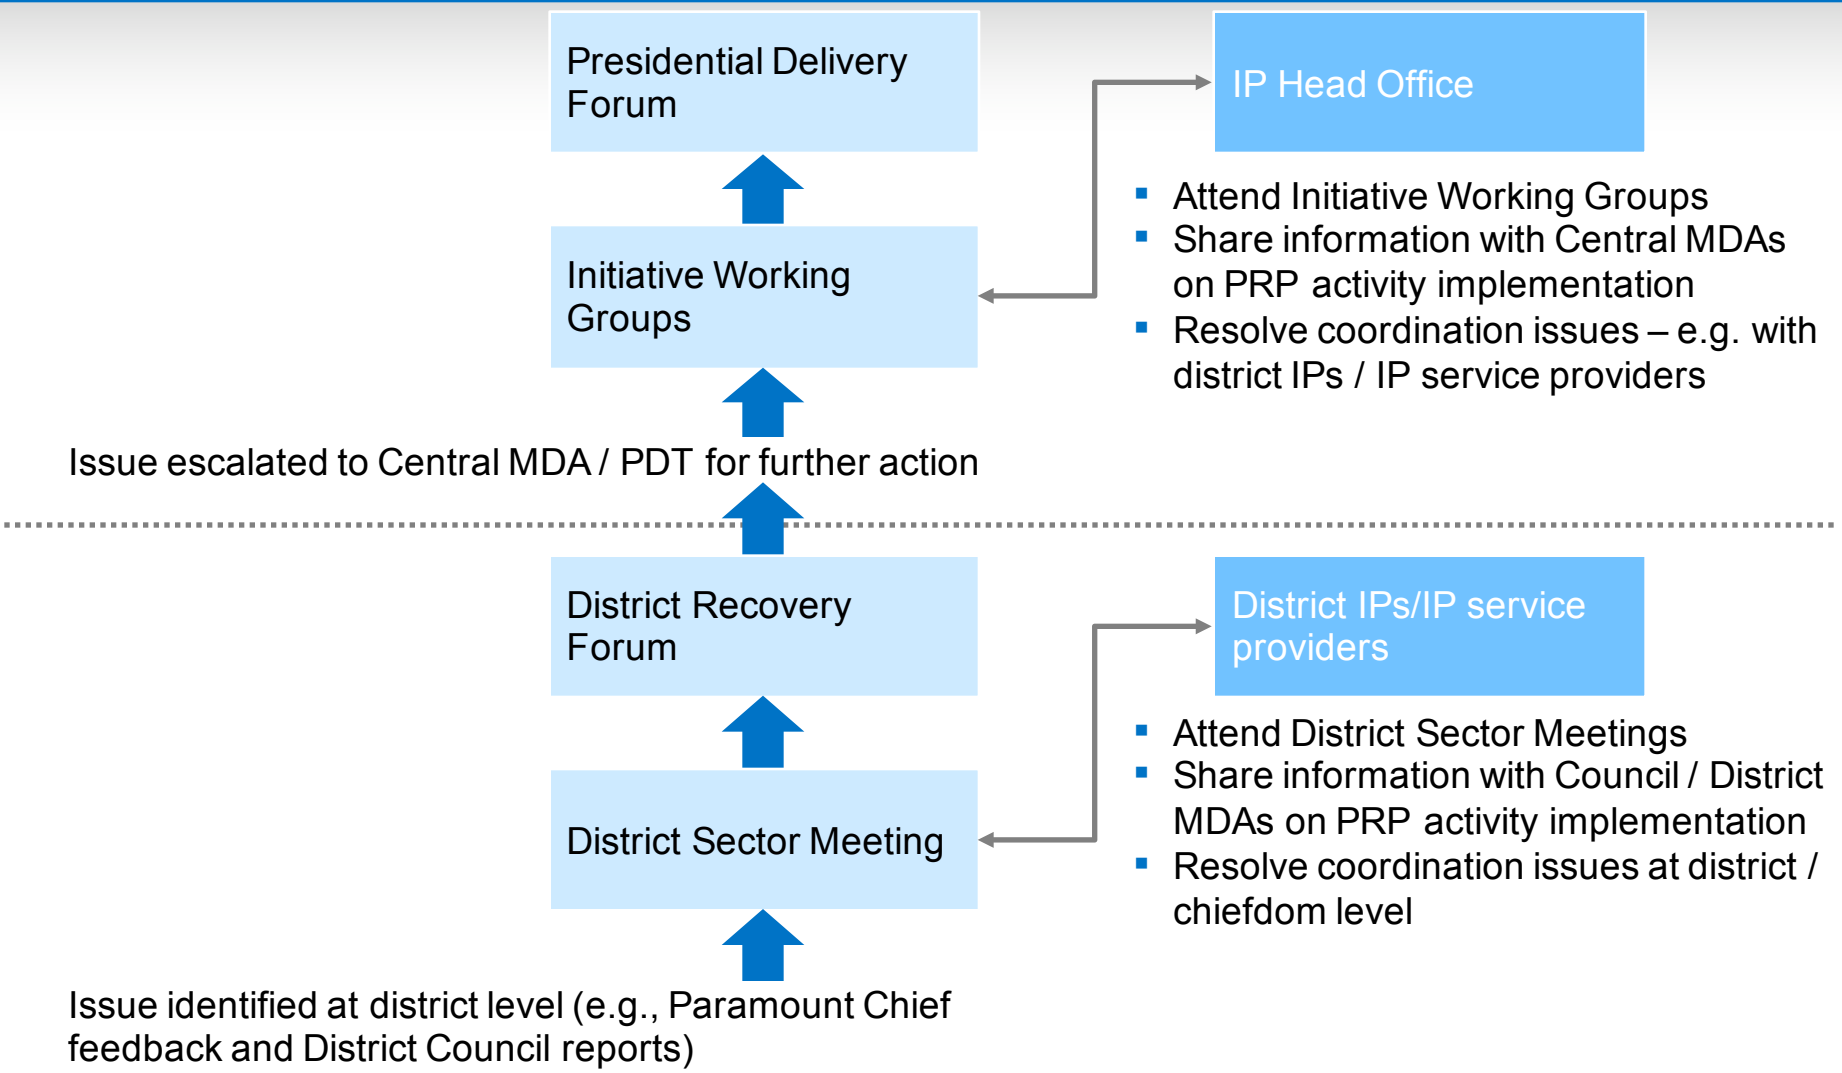 Presidential Delivery
Forum
IP Head Office
▪ Attend Initiative Working Groups
▪ Share information with Central MDAs
on PRP activity implementation
▪ Resolve coordination issues – e.g. with
district IPs / IP service providers
Initiative Working
Groups
Issue escalated to Central MDA / PDT for further action
District Recovery
Forum
District IPs/IP service
providers
▪ Attend District Sector Meetings
▪ Share information with Council / District
MDAs on PRP activity implementation
▪ Resolve coordination issues at district /
chiefdom level
District Sector Meeting
Issue identified at district level (e.g., Paramount Chief
feedback and District Council reports)